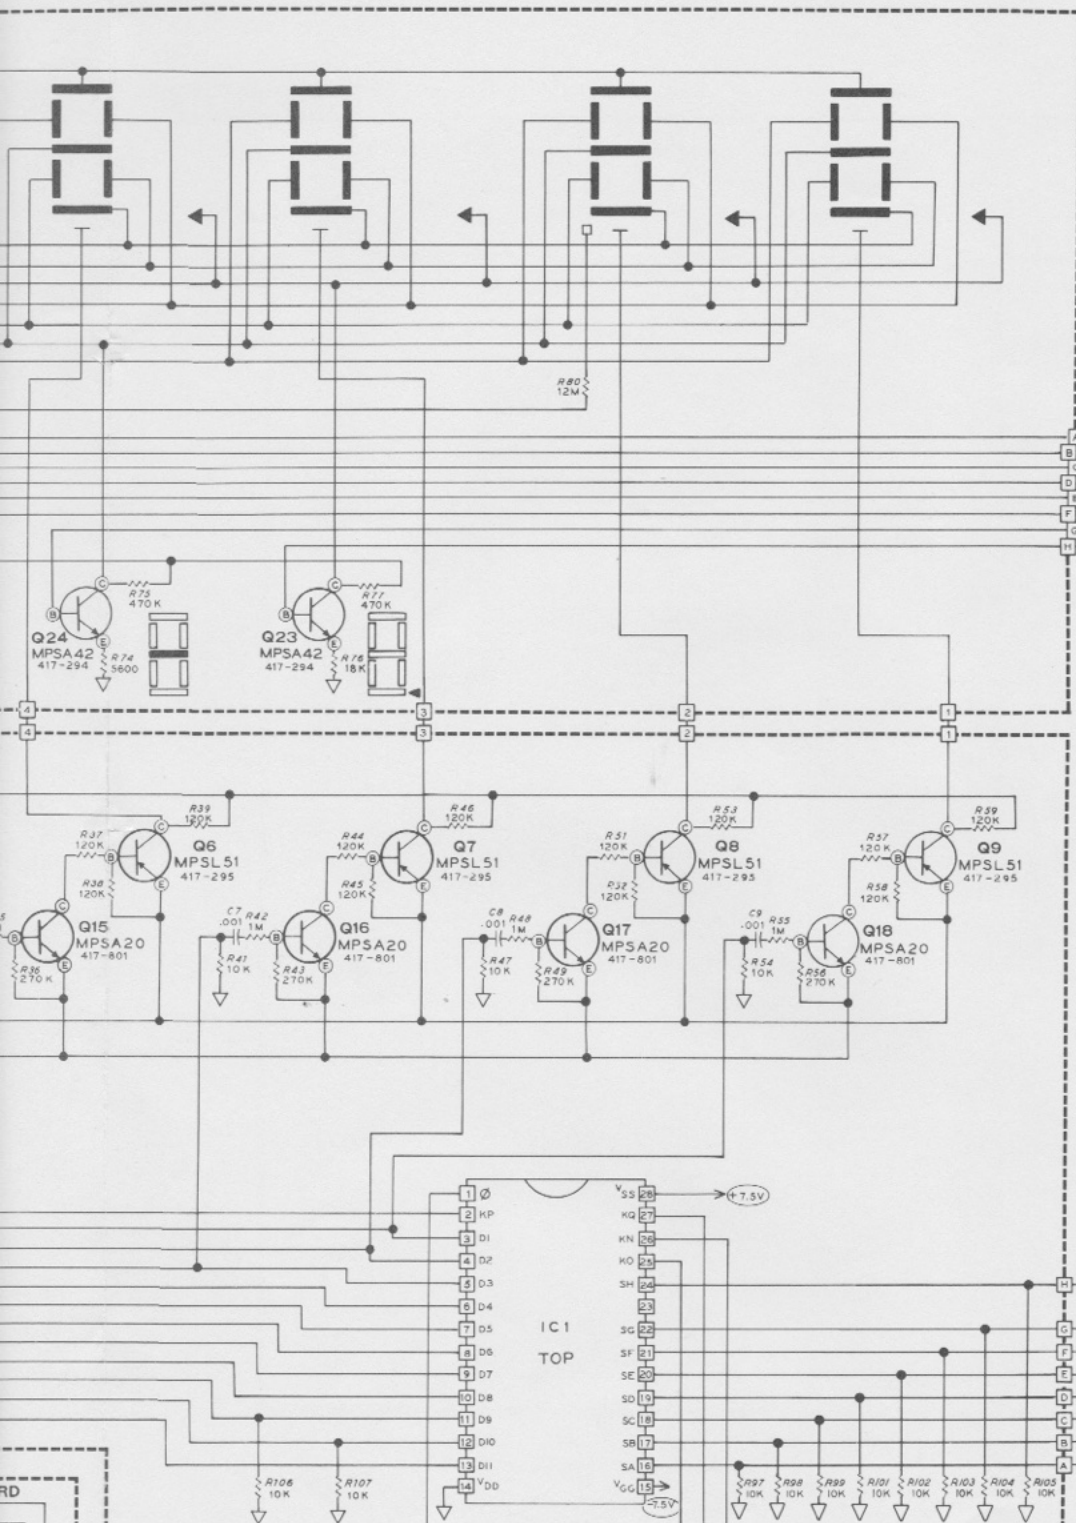 R80
12M
A
B
C
D
E
F
G
H
C
R75
470K
B
Q24
MPSA42
417-294
E
R74
5600
C
R77
470K
B
Q23
MPSA42
417-294
E
R76
18K
4
3
2
1
4
3
2
1
R39
120K
R46
120K
R53
120K
R59
120K
C
C
C
C
R37
120K
B
Q6
MPSL51
417-295
E
R38
120K
R44
120K
B
Q7
MPSL51
417-295
E
R45
120K
R51
120K
B
Q8
MPSL51
417-295
E
R32
120K
R57
120K
B
Q9
MPSL51
417-295
E
R58
120K
C
B
Q15
MPSA20
417-801
E
R36
270K
C7
.001
R42
1M
R41
10K
C
B
Q16
MPSA20
417-801
E
R43
270K
C8
.001
R48
1M
R47
10K
C
B
Q17
MPSA20
417-801
E
R49
270K
C9
.001
R55
1M
R54
10K
C
B
Q18
MPSA20
417-801
E
R56
270K
1 Ø
2 KP
3 D1
4 D2
5 D3
6 D4
7 D5
8 D6
9 D7
10 D8
11 D9
12 D10
13 D11
14 VDD
IC1
TOP
VSS 28
+7.5V
KQ 27
KN 26
KO 25
SH 24
23
SG 22
SF 21
SE 20
SD 19
SC 18
SB 17
SA 16
VGG 15
-7.5V
H
G
F
E
D
C
B
A
R106
10K
R107
10K
R97
10K
R98
10K
R99
10K
R101
10K
R102
10K
R103
10K
R104
10K
R105
10K
RD